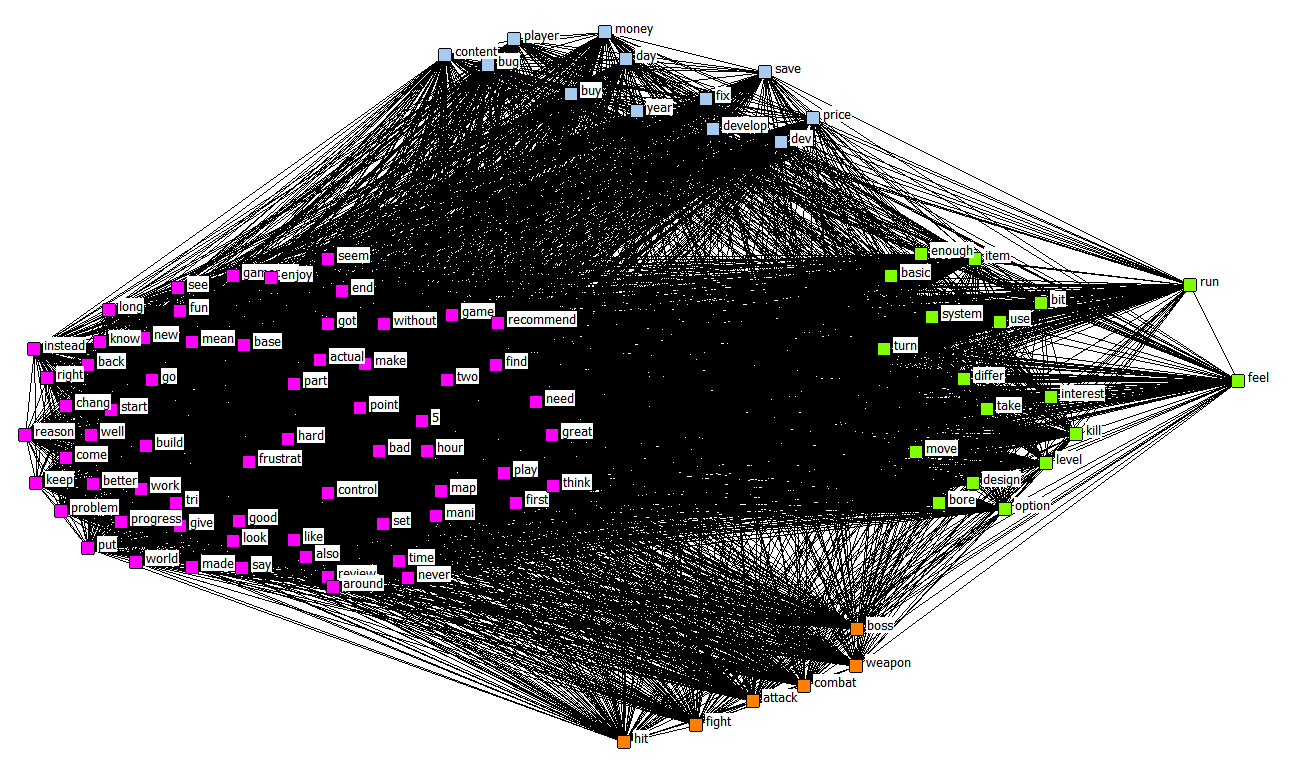 money
player
content
day
bug
save
buy
fix
year
price
develop
dev
enough
seem
item
game
enjoy
basic
see
run
end
bit
long
fun
game
system
use
got
without
recommend
know
new
mean
base
instead
turn
back
actual
make
find
right
go
part
two
differ
feel
interest
need
chang
start
point
take
5
reason
well
great
kill
build
hard
bad
hour
move
come
frustrat
level
play
keep
better
work
control
map
think
design
tri
first
bore
problem
option
progress
give
good
set
mani
look
like
put
also
world
made
say
time
review
never
around
boss
weapon
combat
attack
fight
hit